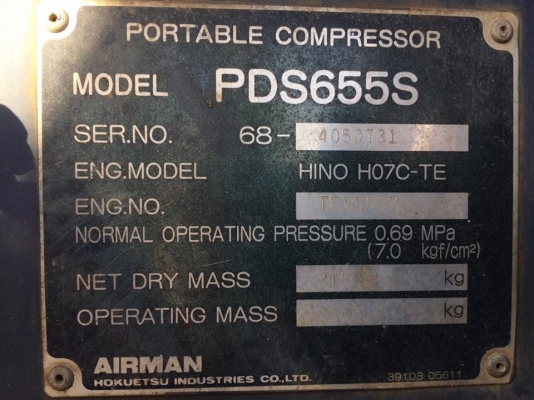 PORTABLE COMPRESSOR
MODEL PDS655S
SER.NO. 68- 4050731
ENG.MODEL HINO H07C-TE
ENG.NO.
NORMAL OPERATING PRESSURE 0.69 MPa
(7.0 kgf/cm²)
NET DRY MASS kg
OPERATING MASS kg
AIRMAN
HOKUETSU INDUSTRIES CO.,LTD.
39103 05611